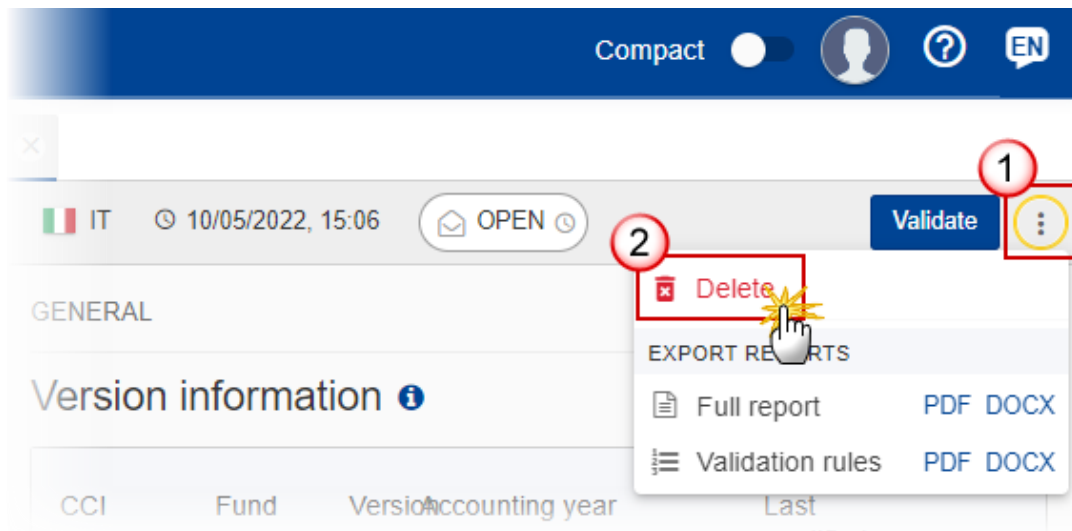 Compact EN
1
IT 10/05/2022, 15:06 OPEN Validate
2
Delete
GENERAL
EXPORT REPORTS
Version information
Full report PDF DOCX
Validation rules PDF DOCX
CCI Fund Version Accounting year Last